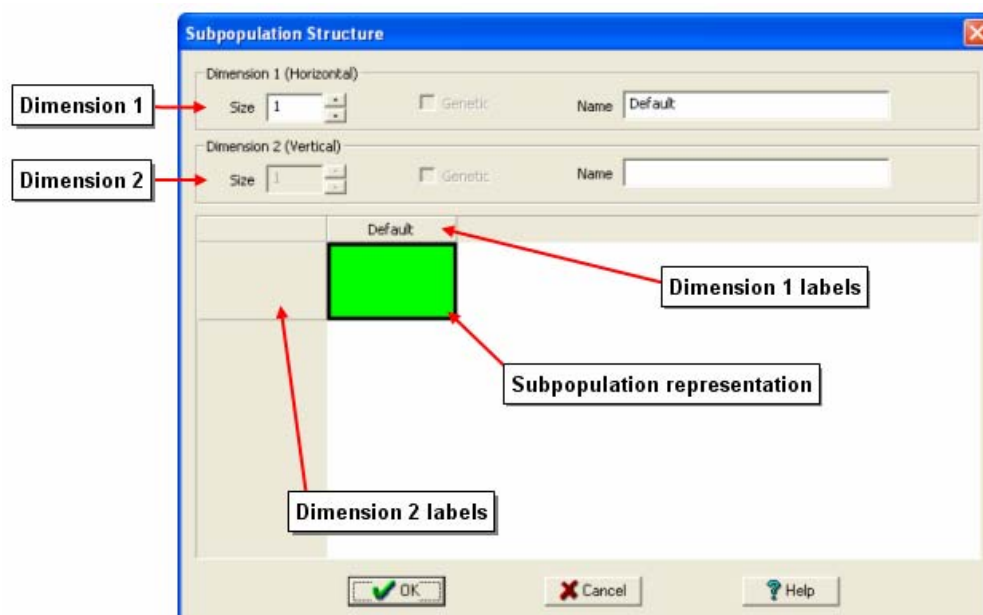 Subpopulation Structure
Dimension 1 (Horizontal)
Dimension 1
Size 1 Genetic Name Default
Dimension 2 (Vertical)
Dimension 2
Size 1 Genetic Name
Default
Dimension 1 labels
Subpopulation representation
Dimension 2 labels
OK Cancel Help